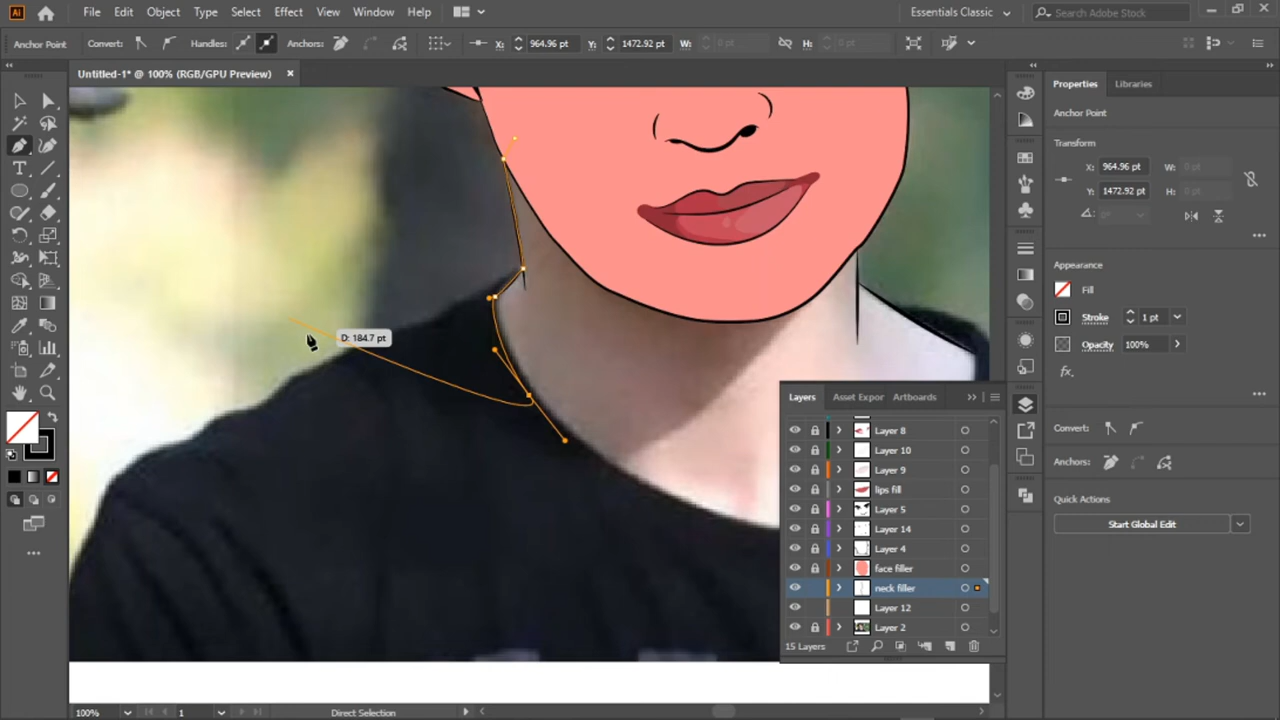 Ai File Edit Object Type Select Effect View Window Help Essentials Classic Search Adobe Stock
Anchor Point Convert: Handles: Anchors: X: 964.96 pt Y: 1472.92 pt W: 0 pt H: 0 pt
Untitled-1* @ 100% (RGB/GPU Preview)
Properties Libraries
Anchor Point
Transform
X: 964.96 pt W: 0 pt
Y: 1472.92 pt H: 0 pt
Appearance
Fill
Stroke 1 pt
Opacity 100%
fx.
Convert:
Anchors:
Quick Actions
Start Global Edit
D: 184.7 pt
Layers Asset Expor Artboards
Layer 8
Layer 10
Layer 9
lips fill
Layer 5
Layer 14
Layer 4
face filler
neck filler
Layer 12
Layer 2
15 Layers
100% 1 Direct Selection